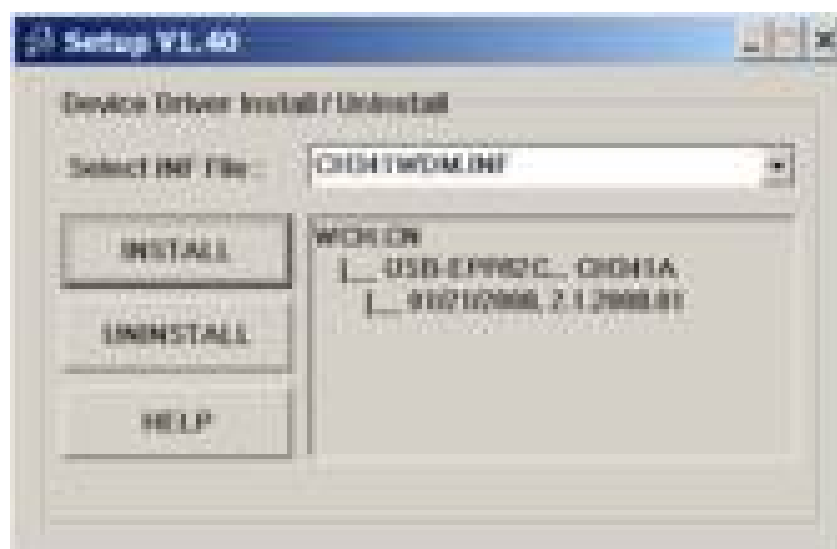 Setup V1.40
Device Driver Install / Uninstall
Select INF File :
CH341WDM.INF
INSTALL
WCH.CN
|__ USB-EPP/I2C... CH341A
|__ 01/21/2008, 2.1.2008.01
UNINSTALL
HELP